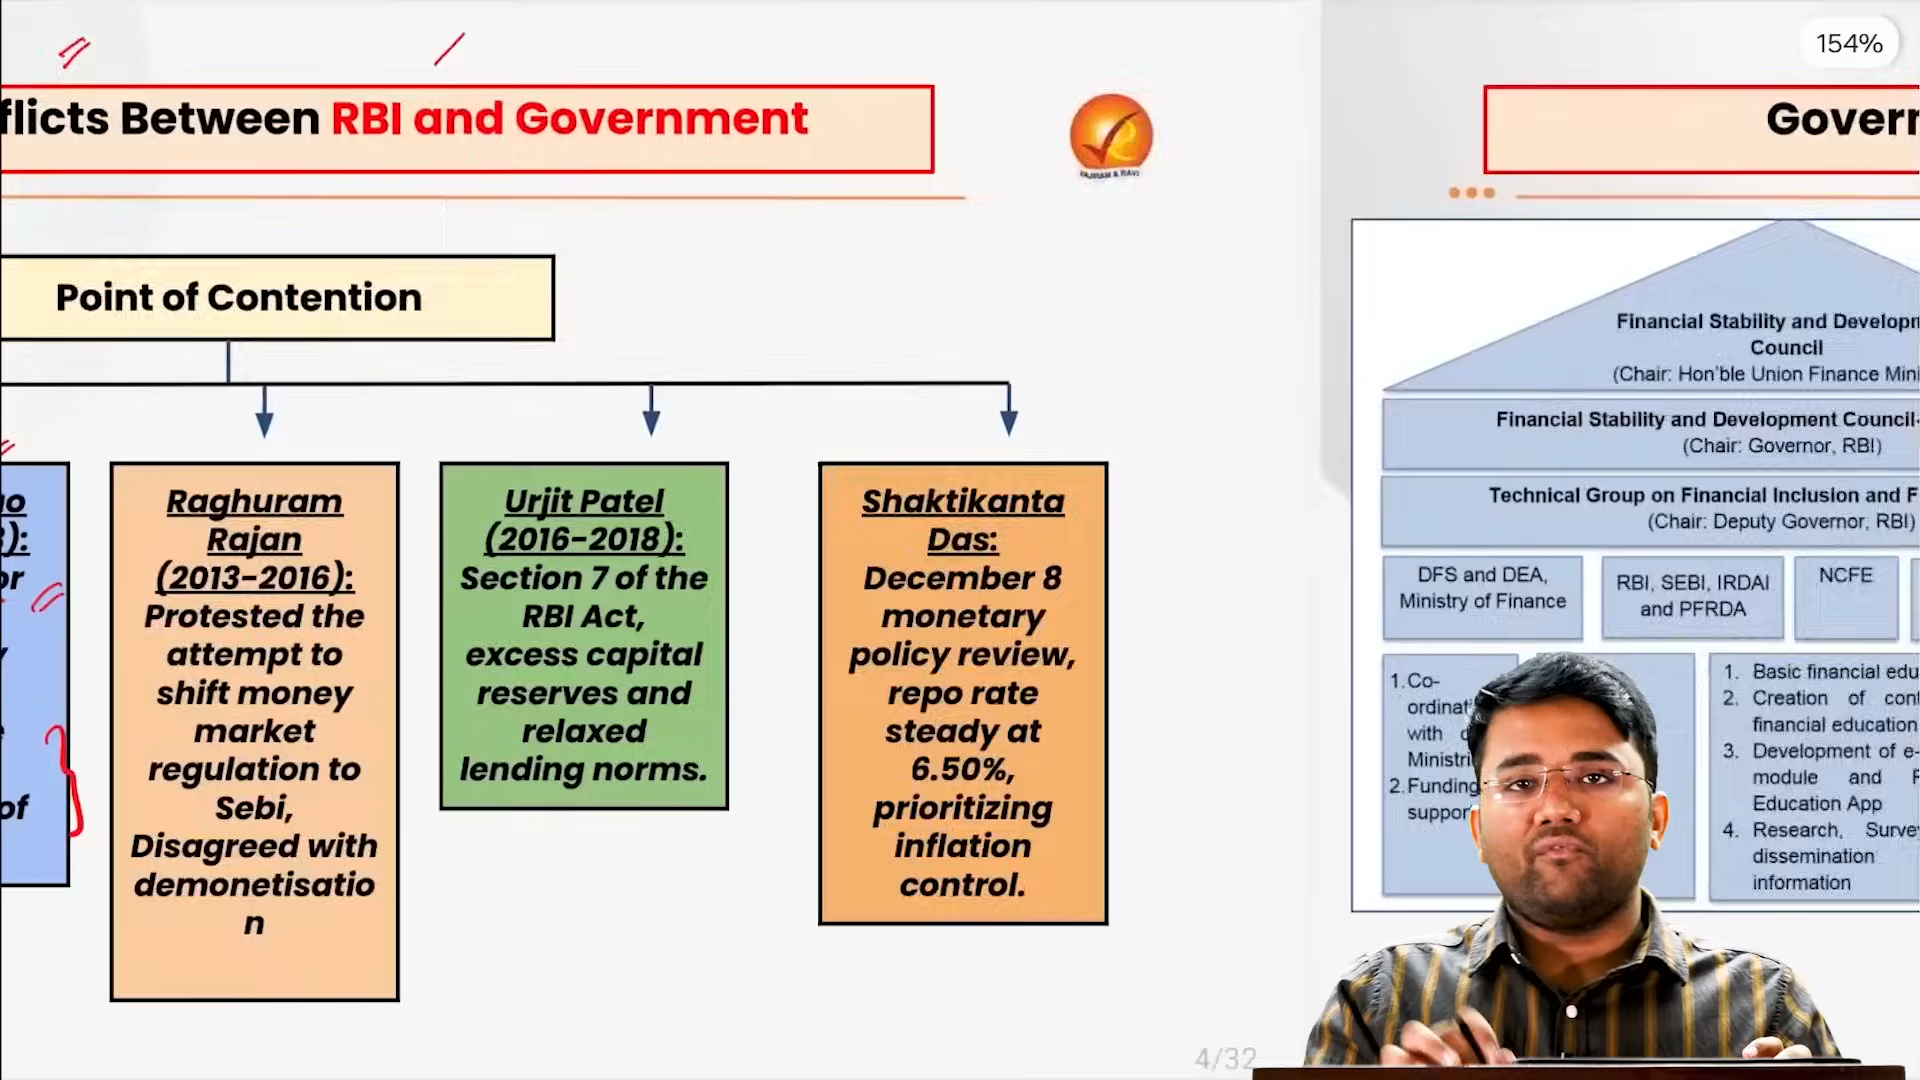 154%
flicts Between RBI and Government
VAJIRAM & RAVI
Point of Contention
or
of
Raghuram
Rajan
(2013-2016):
Protested the
attempt to
shift money
market
regulation to
Sebi,
Disagreed with
demonetisatio
n
Urjit Patel
(2016-2018):
Section 7 of the
RBI Act,
excess capital
reserves and
relaxed
lending norms.
Shaktikanta
Das:
December 8
monetary
policy review,
repo rate
steady at
6.50%,
prioritizing
inflation
control.
4/32
Govern
Financial Stability and Developm
Council
(Chair: Hon'ble Union Finance Mini
Financial Stability and Development Council-
(Chair: Governor, RBI)
Technical Group on Financial Inclusion and F
(Chair: Deputy Governor, RBI)
DFS and DEA,
Ministry of Finance
RBI, SEBI, IRDAI
and PFRDA
NCFE
1. Co-
ordinat
with
Ministri
2. Funding
suppor
1. Basic financial edu
2. Creation of cont
financial education
3. Development of e-
module and F
Education App
4. Research, Surve
dissemination
information